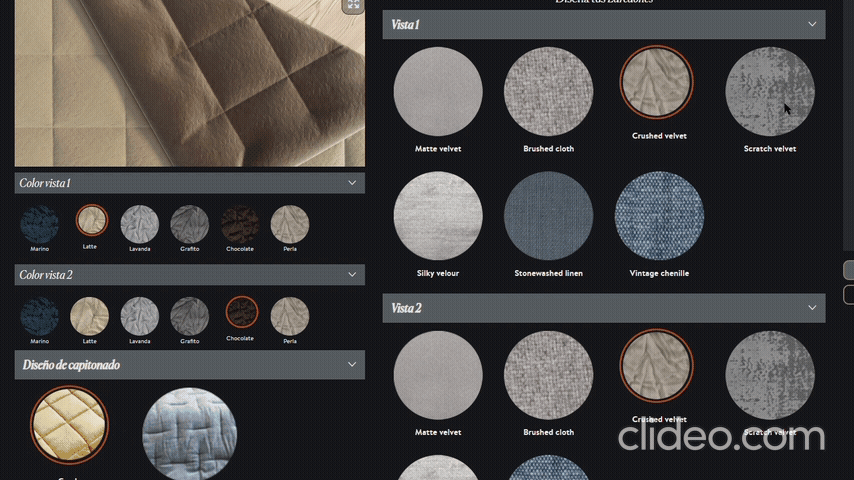 Diseña tus zarcones
Vista 1
Matte velvet
Brushed cloth
Crushed velvet
Scratch velvet
Silky velour
Stonewashed linen
Vintage chenille
Color vista 1
Marino
Latte
Lavanda
Grafito
Chocolate
Perla
Color vista 2
Marino
Latte
Lavanda
Grafito
Chocolate
Perla
Diseño de capitonado
Vista 2
Matte velvet
Brushed cloth
Crushed velvet
Scratch velvet
clideo.com